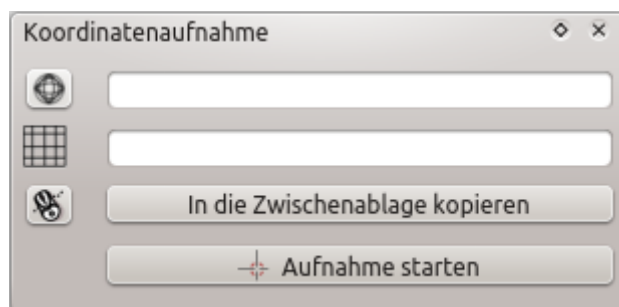 Koordinatenaufnahme
In die Zwischenablage kopieren
Aufnahme starten